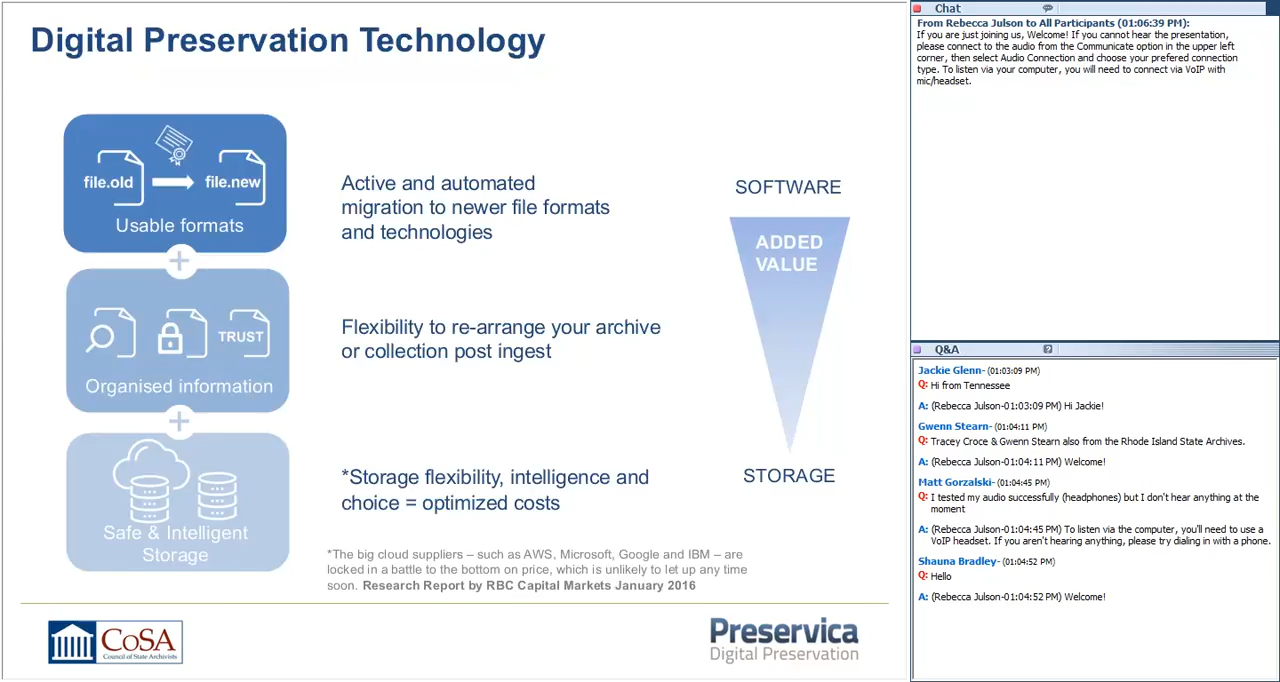 Digital Preservation Technology
file.old
file.new
Usable formats
Active and automated
migration to newer file formats
and technologies
+
TRUST
Organised information
Flexibility to re-arrange your archive
or collection post ingest
+
Safe & Intelligent
Storage
*Storage flexibility, intelligence and
choice = optimized costs
SOFTWARE
ADDED
VALUE
STORAGE
*The big cloud suppliers – such as AWS, Microsoft, Google and IBM – are
locked in a battle to the bottom on price, which is unlikely to let up any time
soon. Research Report by RBC Capital Markets January 2016
CoSA
Council of State Archivists
Preservica
Digital Preservation
Chat
From Rebecca Julson to All Participants (01:06:39 PM):
If you are just joining us, Welcome! If you cannot hear the presentation,
please connect to the audio from the Communicate option in the upper left
corner, then select Audio Connection and choose your prefered connection
type. To listen via your computer, you will need to connect via VoIP with
mic/headset.
Q&A
Jackie Glenn- (01:03:09 PM)
Q: Hi from Tennessee
A: (Rebecca Julson-01:03:09 PM) Hi Jackie!
Gwenn Stearn- (01:04:11 PM)
Q: Tracey Croce & Gwenn Stearn also from the Rhode Island State Archives.
A: (Rebecca Julson-01:04:11 PM) Welcome!
Matt Gorzalski- (01:04:45 PM)
Q: I tested my audio successfully (headphones) but I don't hear anything at the
moment
A: (Rebecca Julson-01:04:45 PM) To listen via the computer, you'll need to use a
VoIP headset. If you aren't hearing anything, please try dialing in with a phone.
Shauna Bradley- (01:04:52 PM)
Q: Hello
A: (Rebecca Julson-01:04:52 PM) Welcome!